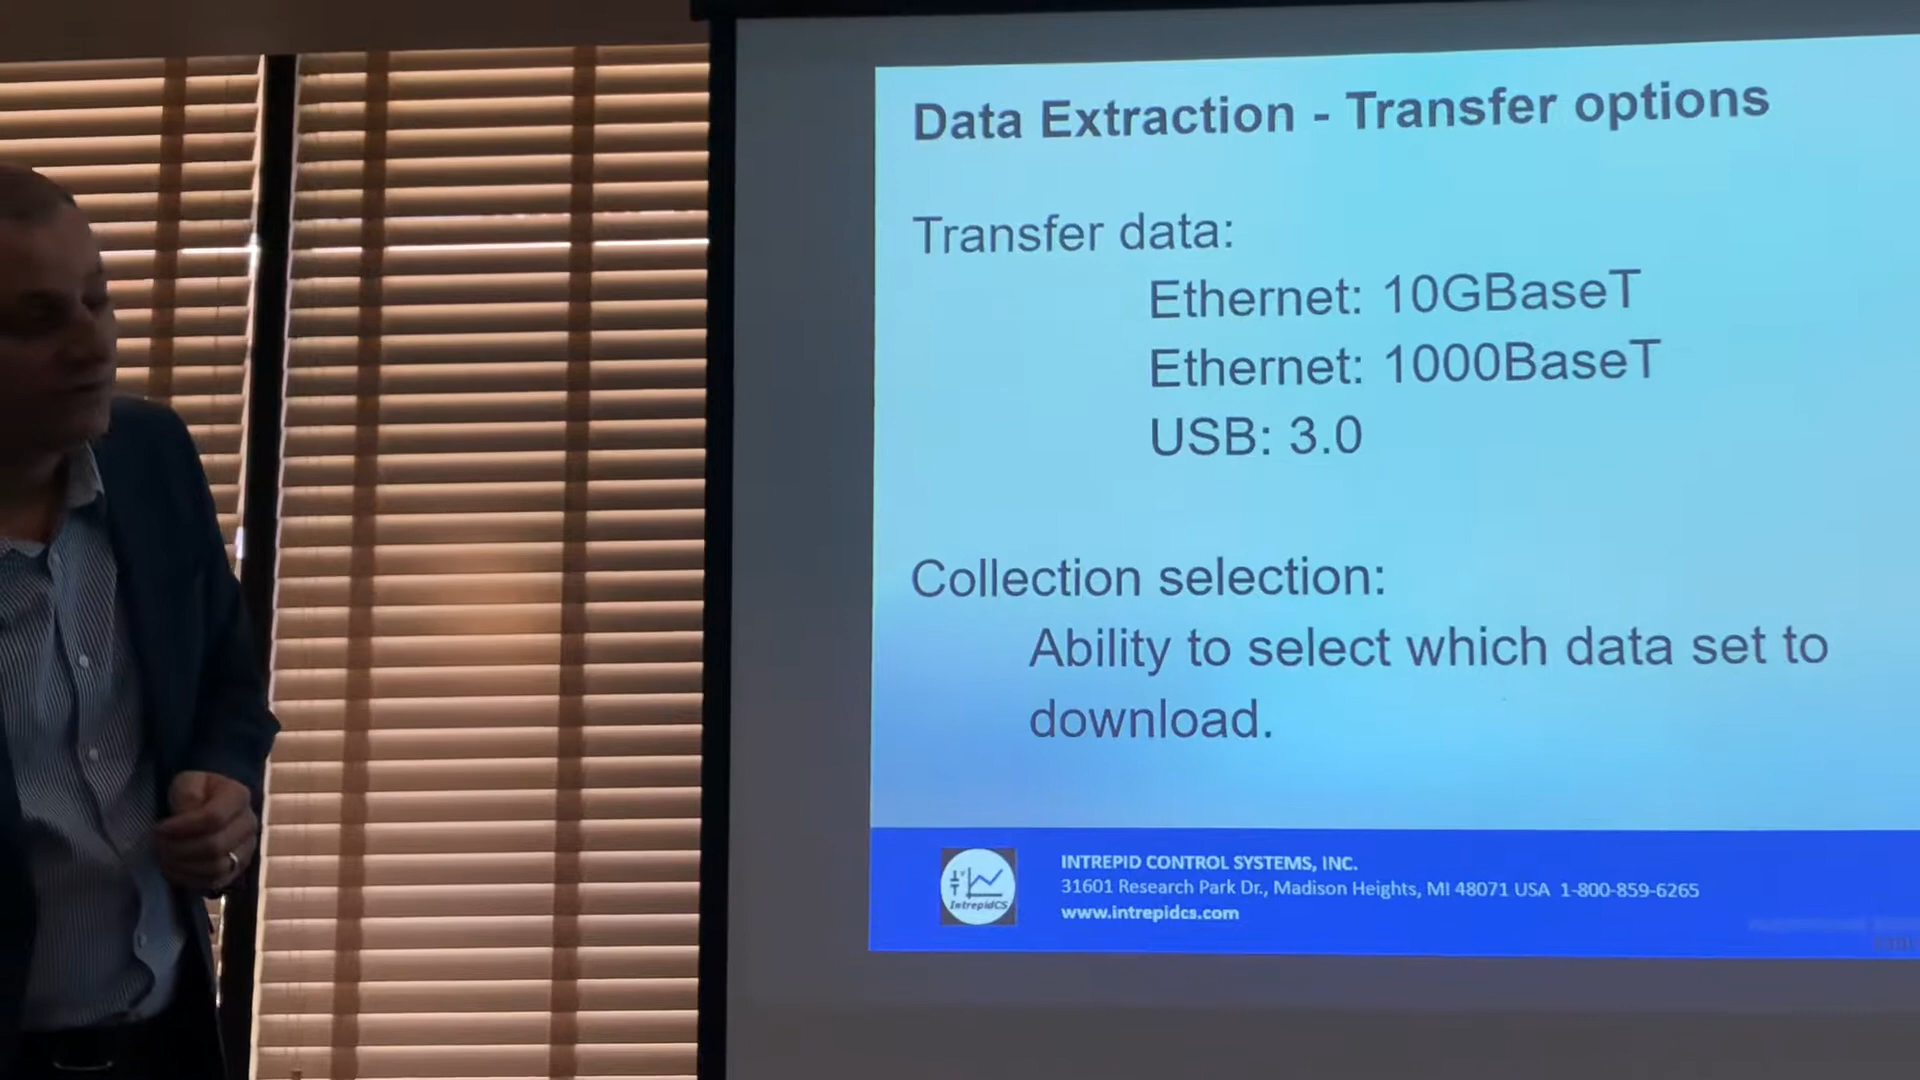 Data Extraction - Transfer options
Transfer data:
Ethernet: 10GBaseT
Ethernet: 1000BaseT
USB: 3.0
Collection selection:
Ability to select which data set to
download.
IntrepidCS
INTREPID CONTROL SYSTEMS, INC.
31601 Research Park Dr., Madison Heights, MI 48071 USA 1-800-859-6265
www.intrepidcs.com